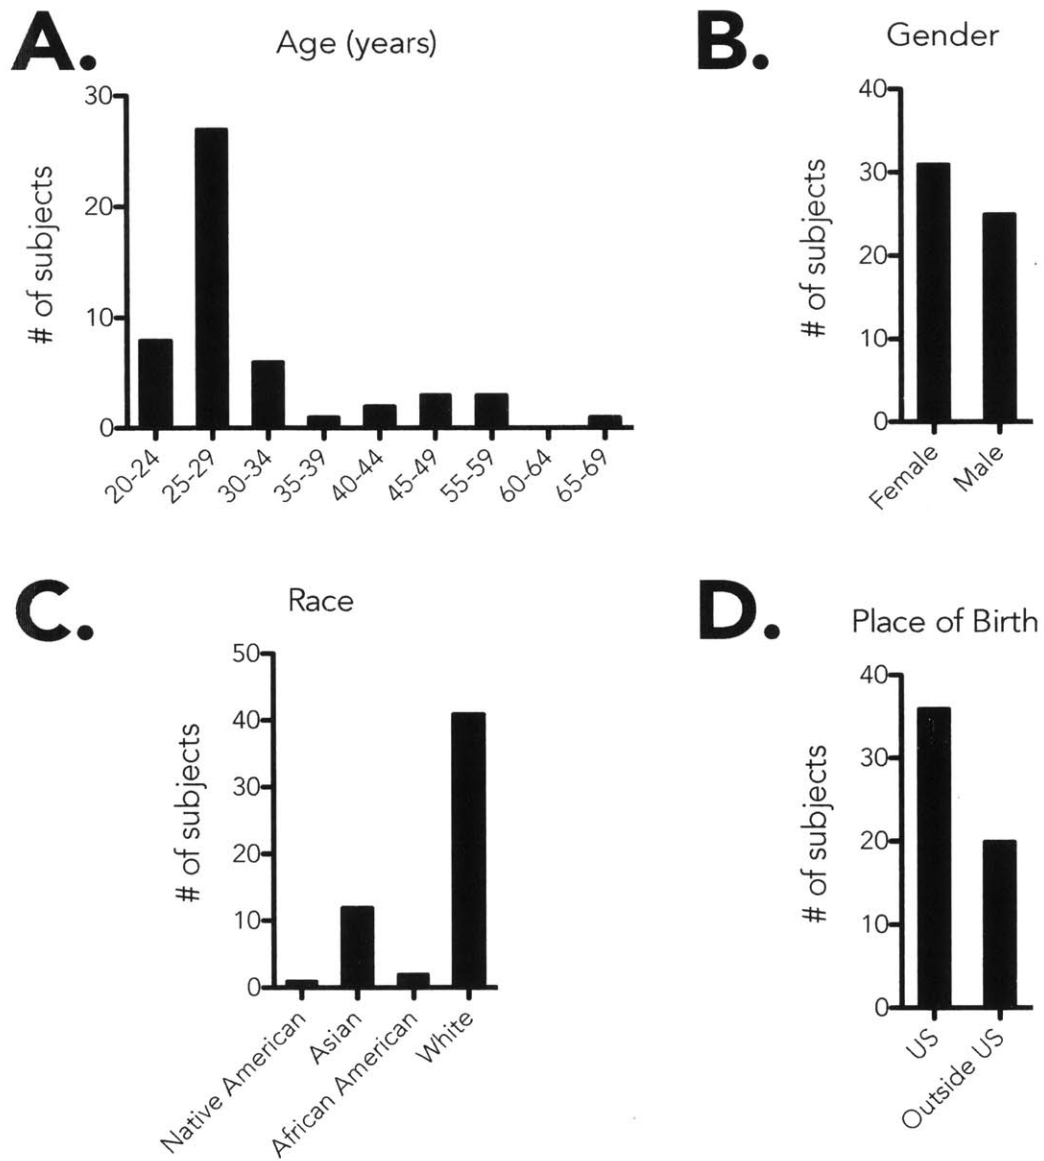 A.
Age (years)
# of subjects
30
20
10
0
20-24
25-29
30-34
35-39
40-44
45-49
55-59
60-64
65-69
B.
Gender
# of subjects
40
30
20
10
0
Female
Male
C.
Race
# of subjects
50
40
30
20
10
0
Native American
Asian
African American
White
D.
Place of Birth
# of subjects
40
30
20
10
0
US
Outside US